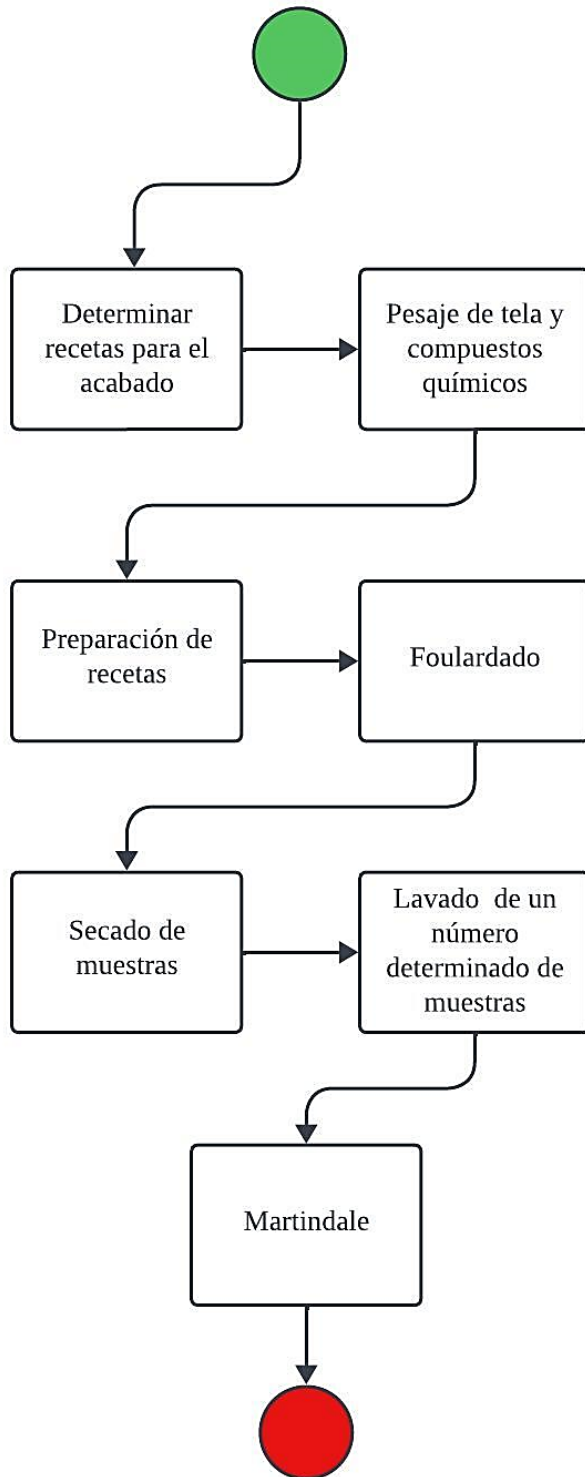 Determinar
recetas para el
acabado
Pesaje de tela y
compuestos
químicos
Preparación de
recetas
Foulardado
Secado de
muestras
Lavado  de un
número
determinado de
muestras
Martindale